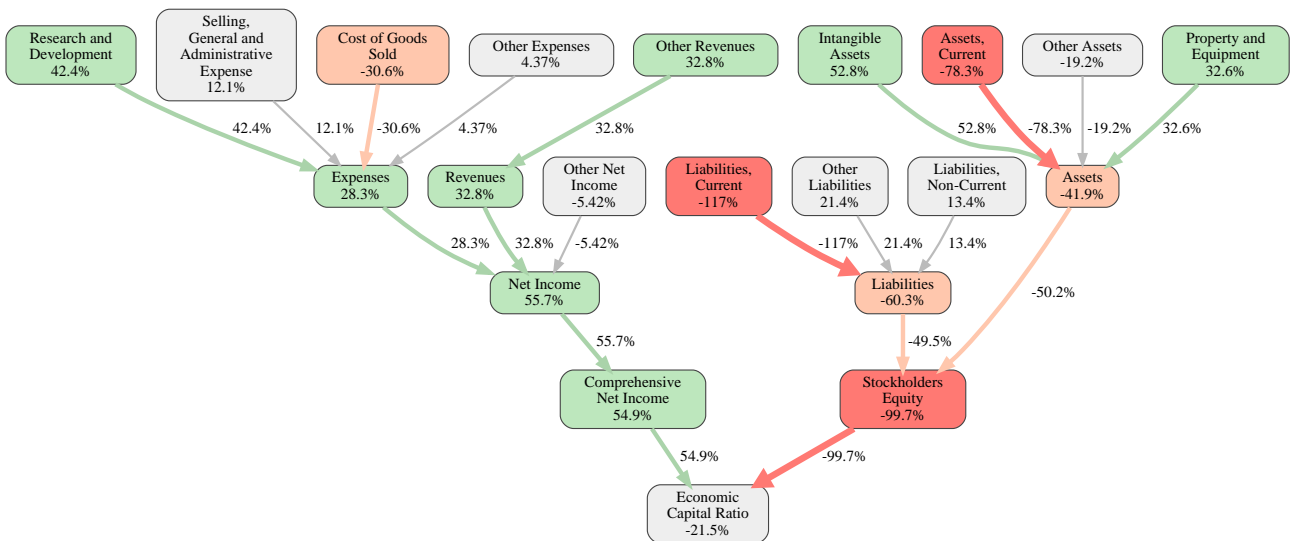 Research and
Development
42.4%
Selling,
General and
Administrative
Expense
12.1%
Cost of Goods
Sold
-30.6%
Other Expenses
4.37%
Other Revenues
32.8%
Intangible
Assets
52.8%
Assets,
Current
-78.3%
Other Assets
-19.2%
Property and
Equipment
32.6%
42.4%
12.1%
-30.6%
4.37%
32.8%
52.8%
-78.3%
-19.2%
32.6%
Expenses
28.3%
Revenues
32.8%
Other Net
Income
-5.42%
Liabilities,
Current
-117%
Other
Liabilities
21.4%
Liabilities,
Non-Current
13.4%
Assets
-41.9%
28.3%
32.8%
-5.42%
-117%
21.4%
13.4%
-50.2%
Net Income
55.7%
Liabilities
-60.3%
55.7%
-49.5%
Comprehensive
Net Income
54.9%
Stockholders
Equity
-99.7%
54.9%
-99.7%
Economic
Capital Ratio
-21.5%